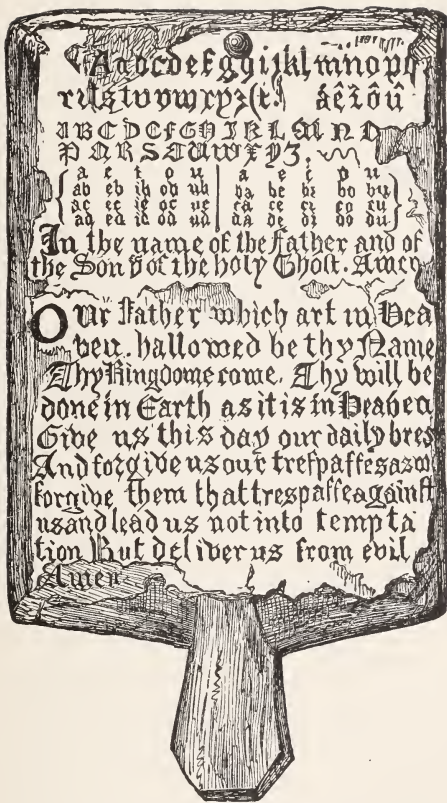 Aabcdefghijklmnopq
rzſstuvwxyz&. áêîôû
ABCDEFGHIKLMNO
PQRSTUWXYZ.
a e i o u a e i o u
ab eb ib ob ub ba be bi bo bu
ac ec ic oc uc ca ce ci co cu
ad ed id od ud da de di do du
In the name of the Father and of
the Son & of the holy Ghoſt. Amen
Our Father which art in Hea
ven. hallowed be thy Name
Thy Kingdome come, Thy will be
done in Earth as it is in Heaven
Give us this day our daily brea
And forgive us our treſpaſſes as we
forgive them that trespaſſe againſt
us and lead us not into tempta
tion But deliver us from evil
Amen.